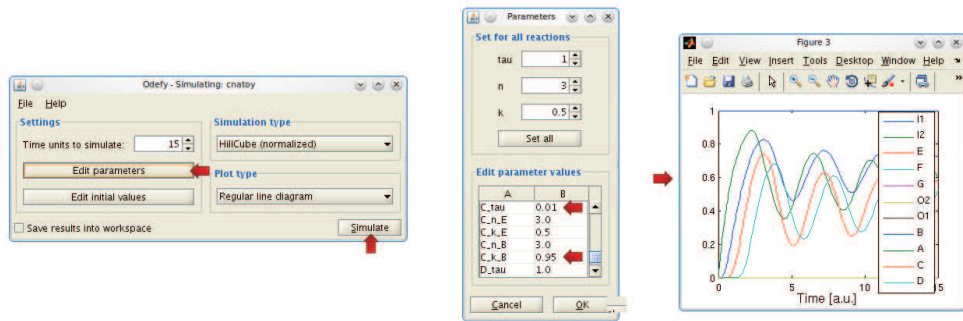 Odefy - Simulating: cnatoy
File Help
Settings
Time units to simulate: 15
Edit parameters
Edit initial values
Save results into workspace
Simulation type
HillCube (normalized)
Plot type
Regular line diagram
Simulate
Parameters
Set for all reactions
tau 1
n 3
k 0.5
Set all
Edit parameter values
A B
C_tau 0.01
C_n_E 3.0
C_k_E 0.5
C_n_B 3.0
C_k_B 0.95
D_tau 1.0
Cancel OK
Figure 3
File Edit View Insert Tools Desktop Window Help
1
0.8
0.6
0.4
0.2
0
0 5 10 15
Time [a.u.]
I1
I2
E
F
G
O2
O1
B
A
C
D